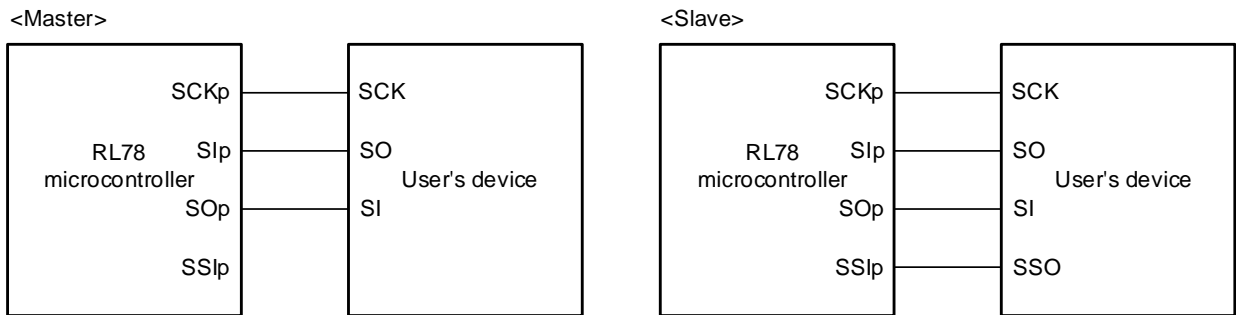 <Master>
SCKp
SCK
RL78
microcontroller
SIp
SO
User's device
SOp
SI
SSIp
<Slave>
SCKp
SCK
RL78
microcontroller
SIp
SO
User's device
SOp
SI
SSIp
SSO